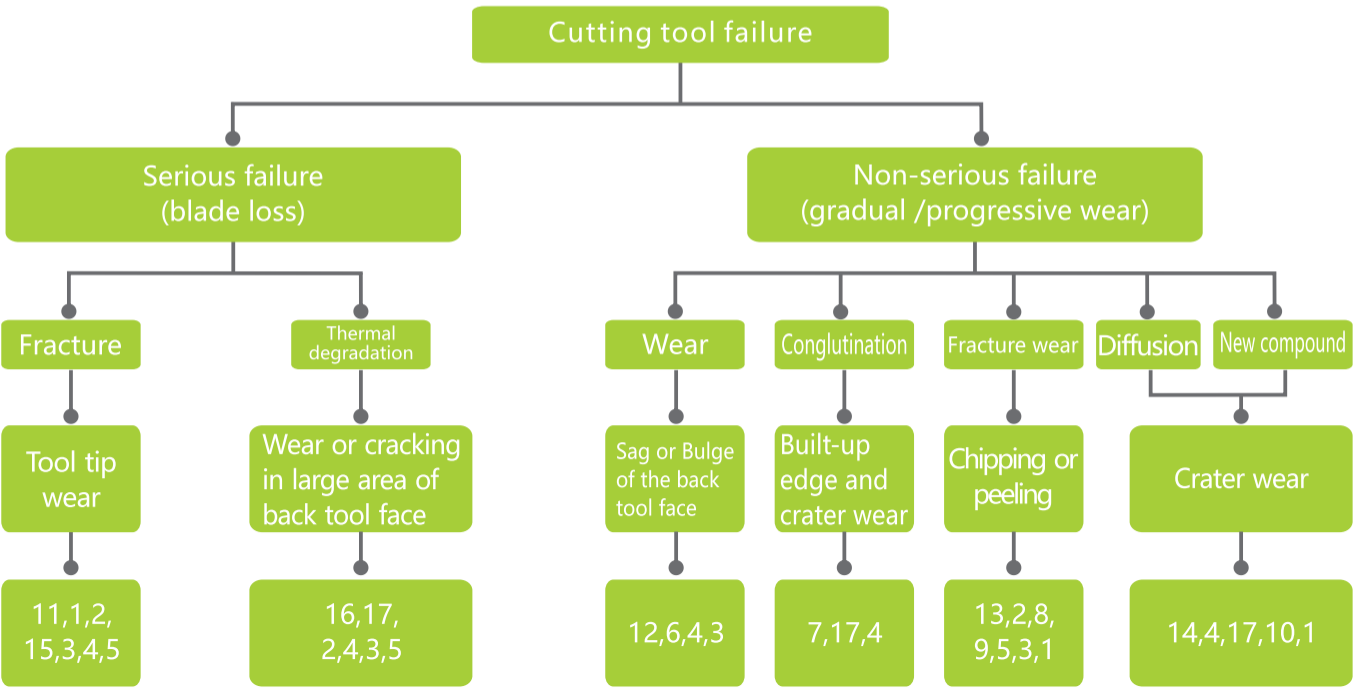 Cutting tool failure
Serious failure
(blade loss)
Non-serious failure
(gradual /progressive wear)
Fracture
Thermal
degradation
Wear
Conglutination
Fracture wear
Diffusion
New compound
Tool tip
wear
Wear or cracking
in large area of
back tool face
Sag or Bulge
of the back
tool face
Built-up
edge and
crater wear
Chipping or
peeling
Crater wear
11,1,2,
15,3,4,5
16,17,
2,4,3,5
12,6,4,3
7,17,4
13,2,8,
9,5,3,1
14,4,17,10,1